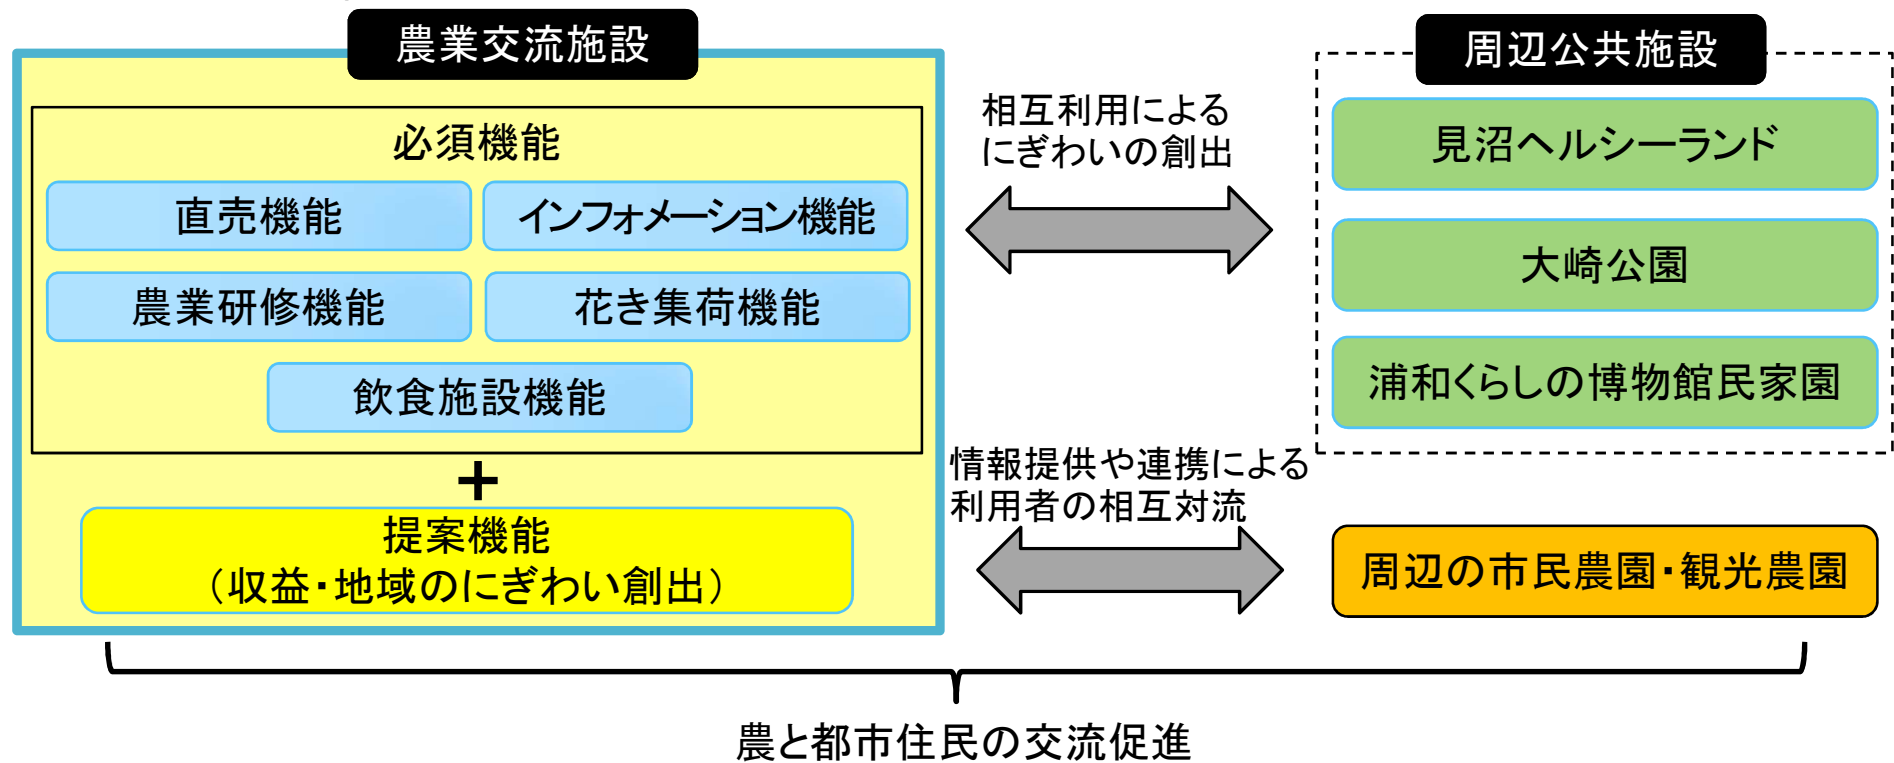 農業交流施設
必須機能
直売機能
インフォメーション機能
農業研修機能
花き集荷機能
飲食施設機能
+
提案機能
(収益・地域のにぎわい創出)
相互利用による
にぎわいの創出
情報提供や連携による
利用者の相互対流
周辺公共施設
見沼ヘルシーランド
大崎公園
浦和くらしの博物館民家園
周辺の市民農園・観光農園
農と都市住民の交流促進